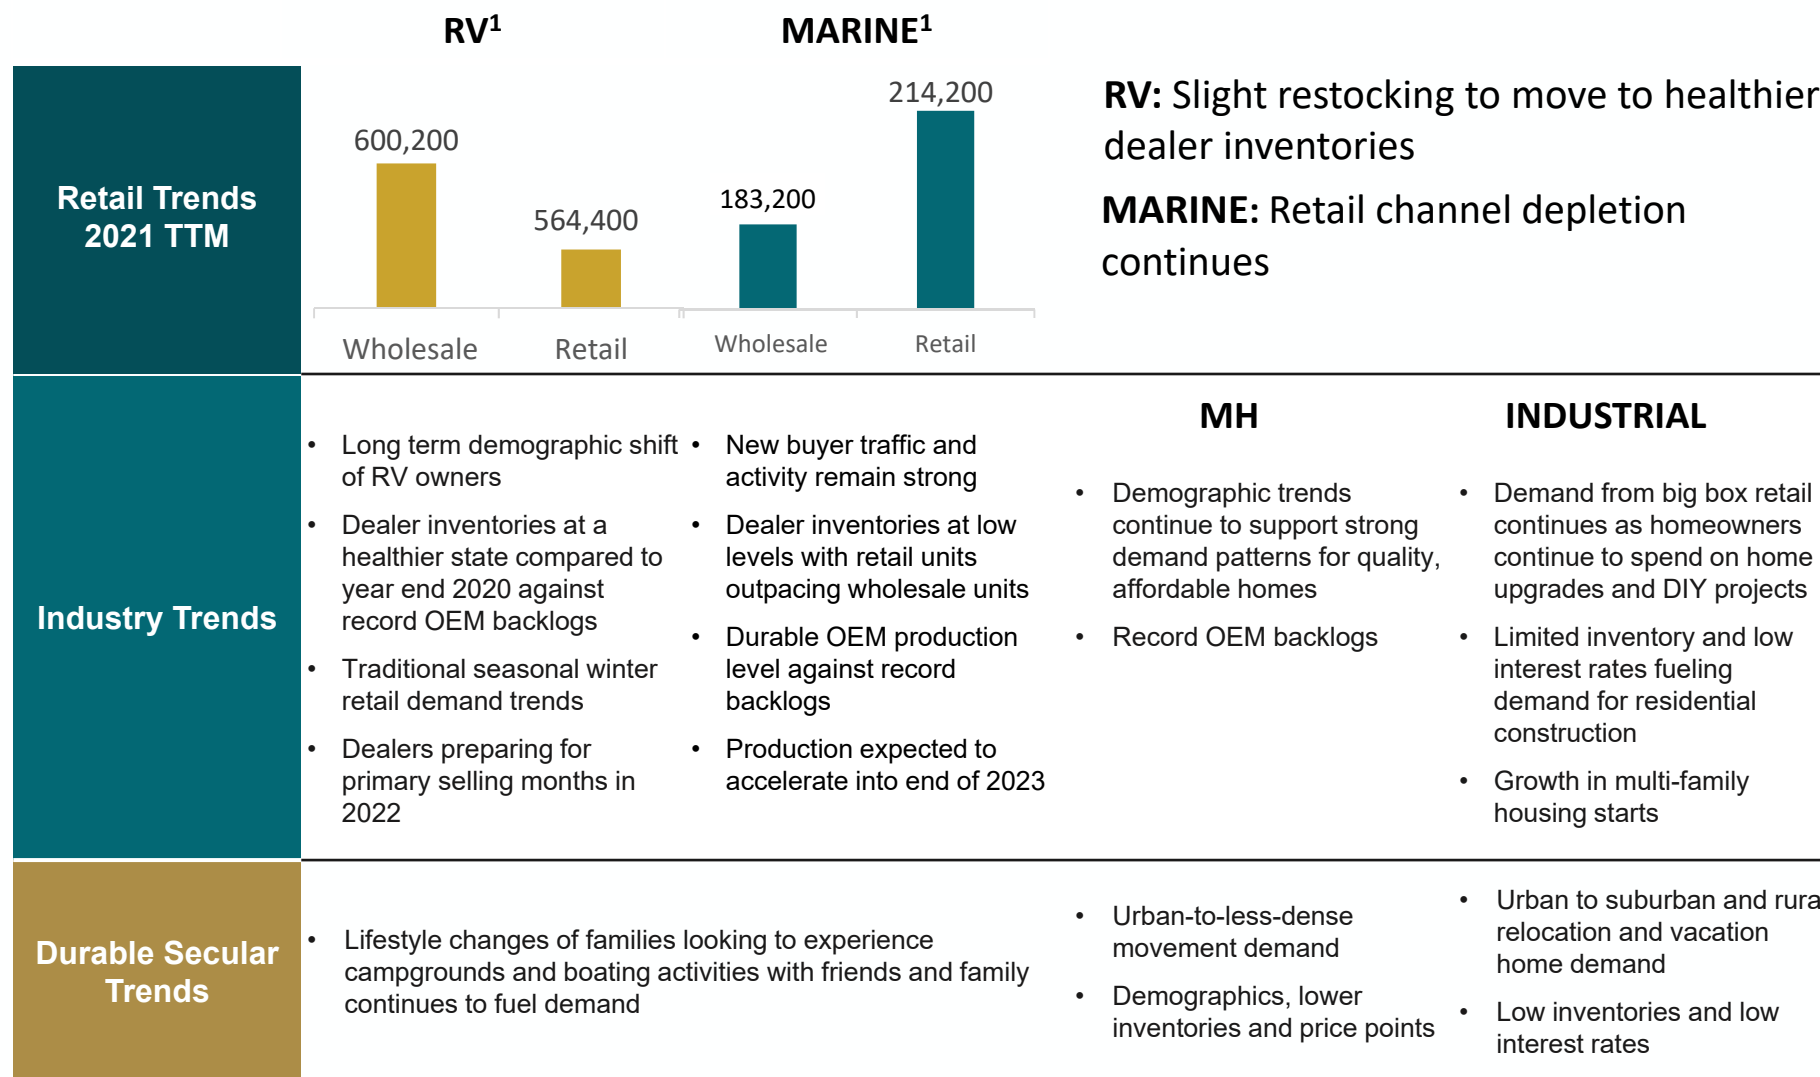 RV¹
MARINE¹
Retail Trends
2021 TTM
600,200
564,400
Wholesale
Retail
183,200
214,200
Wholesale
Retail
RV: Slight restocking to move to healthier
dealer inventories
MARINE: Retail channel depletion
continues
Industry Trends
• Long term demographic shift
of RV owners
• Dealer inventories at a
healthier state compared to
year end 2020 against
record OEM backlogs
• Traditional seasonal winter
retail demand trends
• Dealers preparing for
primary selling months in
2022
• New buyer traffic and
activity remain strong
• Dealer inventories at low
levels with retail units
outpacing wholesale units
• Durable OEM production
level against record
backlogs
• Production expected to
accelerate into end of 2023
MH
• Demographic trends
continue to support strong
demand patterns for quality,
affordable homes
• Record OEM backlogs
INDUSTRIAL
• Demand from big box retail
continues as homeowners
continue to spend on home
upgrades and DIY projects
• Limited inventory and low
interest rates fueling
demand for residential
construction
• Growth in multi-family
housing starts
Durable Secular
Trends
• Lifestyle changes of families looking to experience
campgrounds and boating activities with friends and family
continues to fuel demand
• Urban-to-less-dense
movement demand
• Demographics, lower
inventories and price points
• Urban to suburban and rura
relocation and vacation
home demand
• Low inventories and low
interest rates